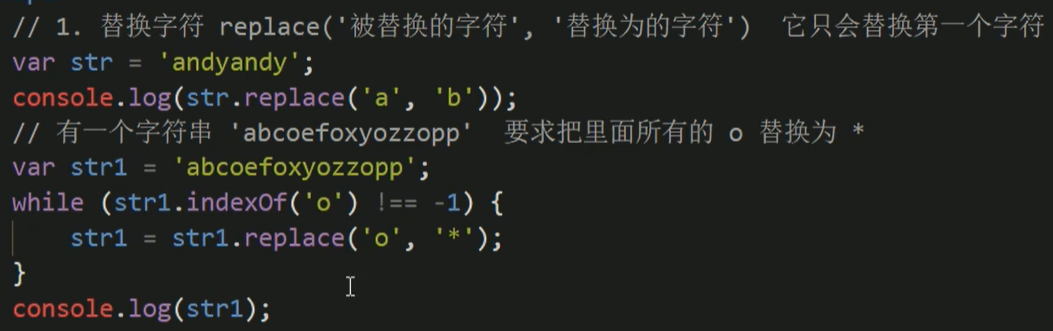 // 1. 替换字符 replace('被替换的字符', '替换为的字符')  它只会替换第一个字符
var str = 'andyandy';
console.log(str.replace('a', 'b'));
// 有一个字符串 'abcoefoxyozzopp'  要求把里面所有的 o 替换为 *
var str1 = 'abcoefoxyozzopp';
while (str1.indexOf('o') !== -1) {
    str1 = str1.replace('o', '*');
}
console.log(str1);